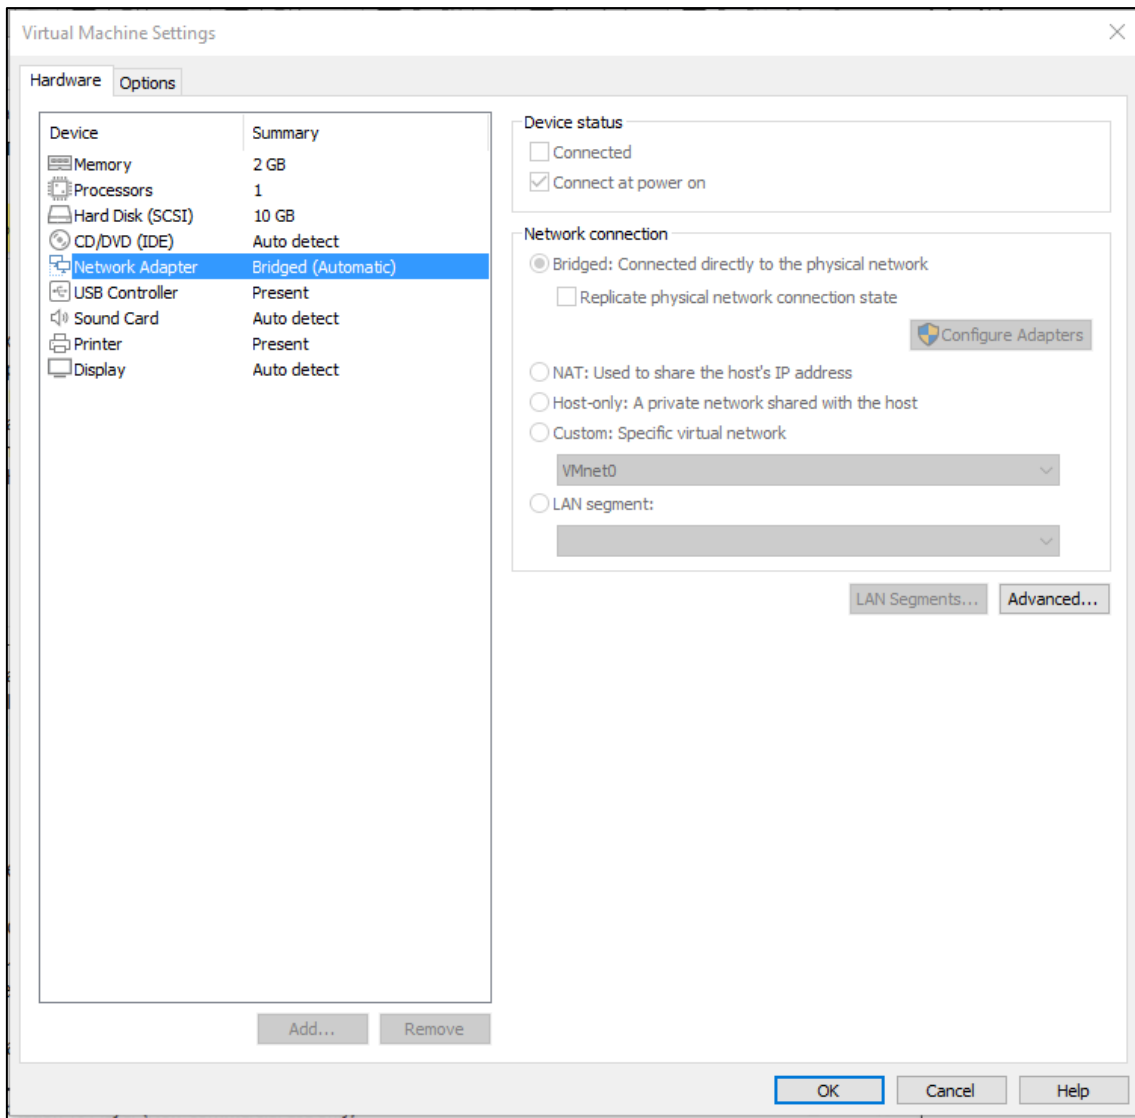 Virtual Machine Settings
Hardware Options
Device Summary
Memory 2 GB
Processors 1
Hard Disk (SCSI) 10 GB
CD/DVD (IDE) Auto detect
Network Adapter Bridged (Automatic)
USB Controller Present
Sound Card Auto detect
Printer Present
Display Auto detect
Add... Remove
Device status
Connected
Connect at power on
Network connection
Bridged: Connected directly to the physical network
Replicate physical network connection state
Configure Adapters
NAT: Used to share the host's IP address
Host-only: A private network shared with the host
Custom: Specific virtual network
VMnet0
LAN segment:
LAN Segments... Advanced...
OK Cancel Help